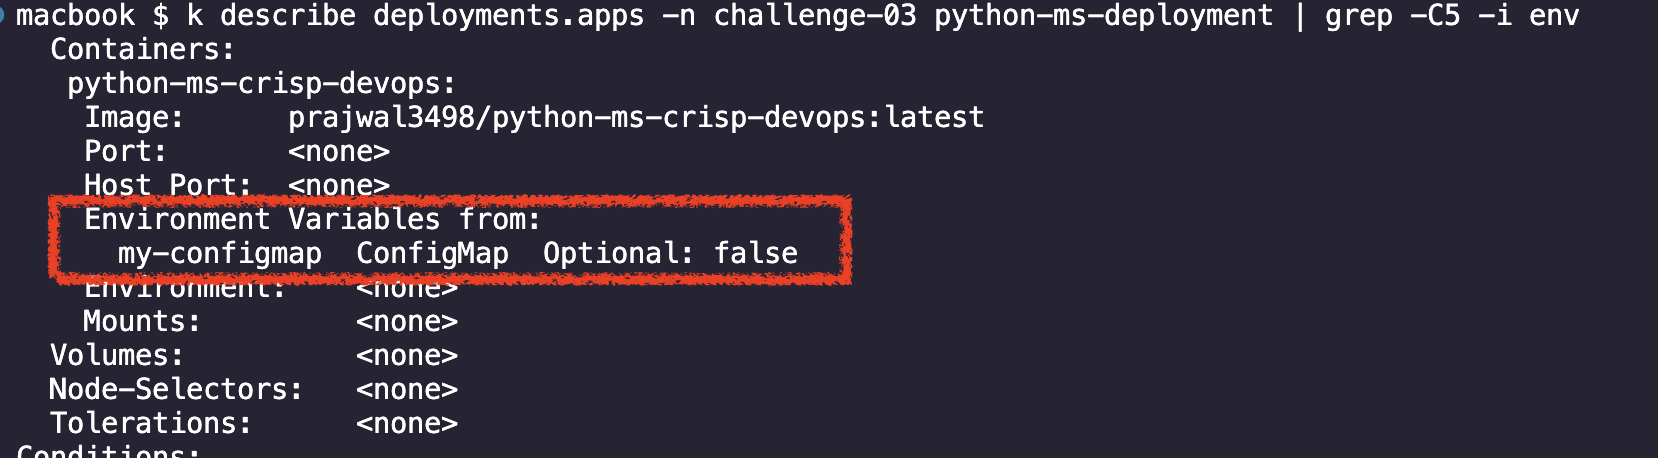 macbook $ k describe deployments.apps -n challenge-03 python-ms-deployment | grep -C5 -i env
Containers:
python-ms-crisp-devops:
Image: prajwal3498/python-ms-crisp-devops:latest
Port: <none>
Host Port: <none>
Environment Variables from:
my-configmap ConfigMap Optional: false
Environment: <none>
Mounts: <none>
Volumes: <none>
Node-Selectors: <none>
Tolerations: <none>
Conditions: